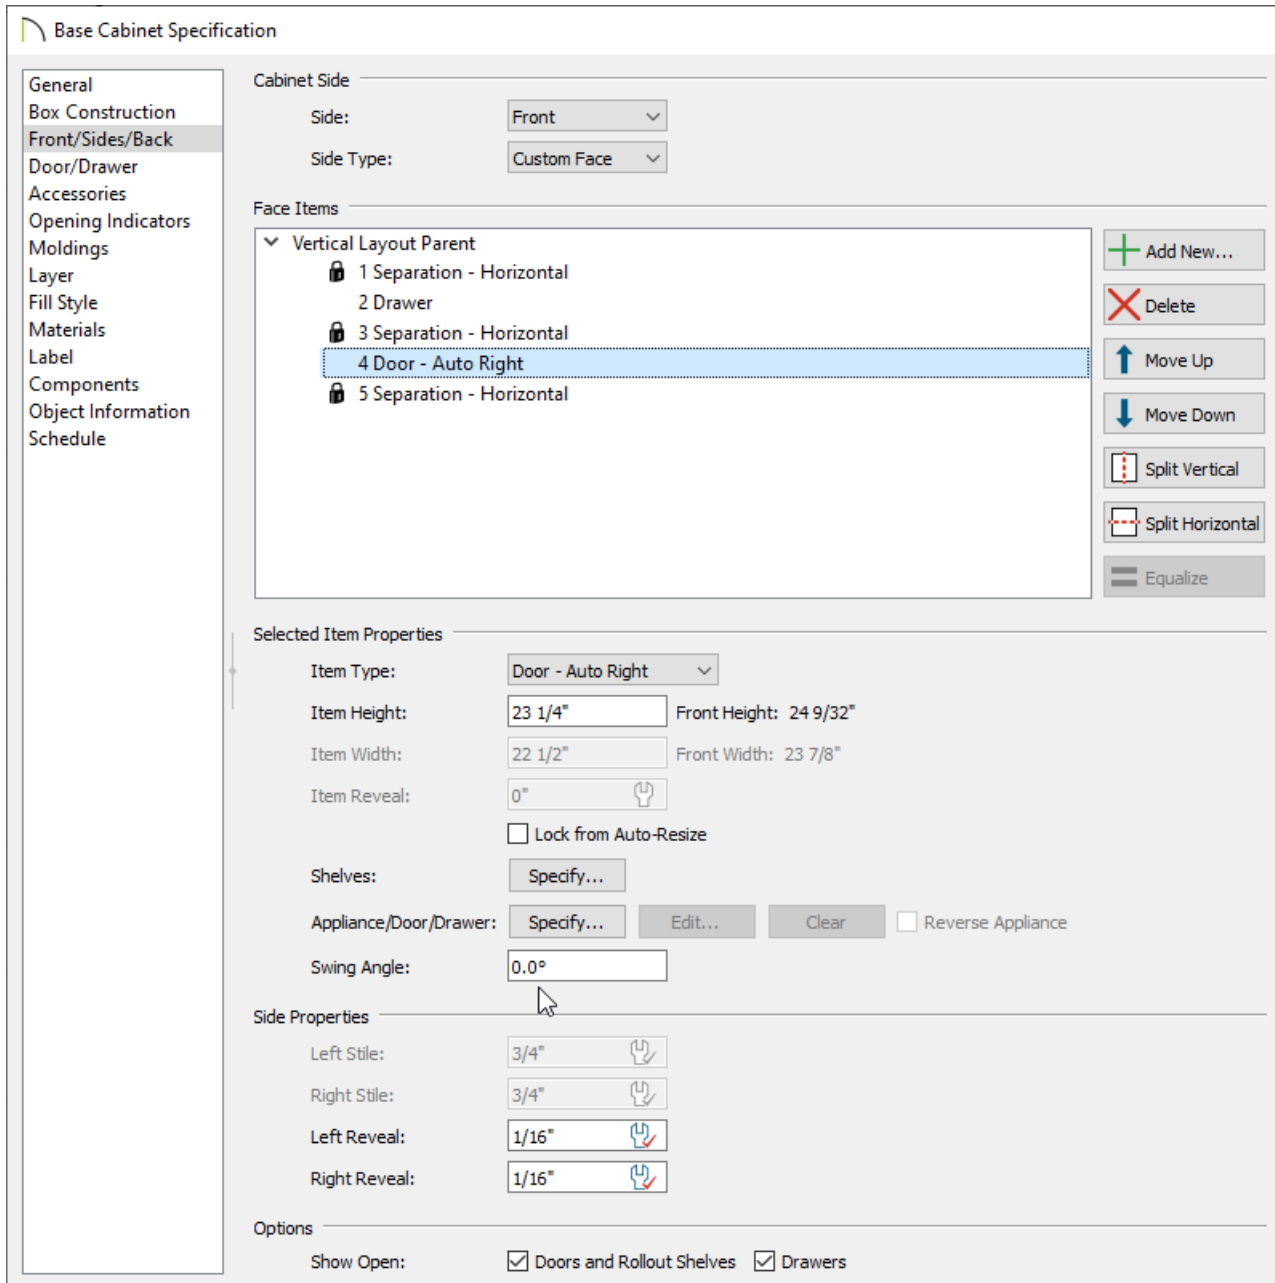 Base Cabinet Specification
General
Box Construction
Front/Sides/Back
Door/Drawer
Accessories
Opening Indicators
Moldings
Layer
Fill Style
Materials
Label
Components
Object Information
Schedule
Cabinet Side
Side: Front
Side Type: Custom Face
Face Items
Vertical Layout Parent
1 Separation - Horizontal
2 Drawer
3 Separation - Horizontal
4 Door - Auto Right
5 Separation - Horizontal
Add New...
Delete
Move Up
Move Down
Split Vertical
Split Horizontal
Equalize
Selected Item Properties
Item Type: Door - Auto Right
Item Height: 23 1/4" Front Height: 24 9/32"
Item Width: 22 1/2" Front Width: 23 7/8"
Item Reveal: 0"
Lock from Auto-Resize
Shelves: Specify...
Appliance/Door/Drawer: Specify... Edit... Clear Reverse Appliance
Swing Angle: 0.0°
Side Properties
Left Stile: 3/4"
Right Stile: 3/4"
Left Reveal: 1/16"
Right Reveal: 1/16"
Options
Show Open: Doors and Rollout Shelves Drawers